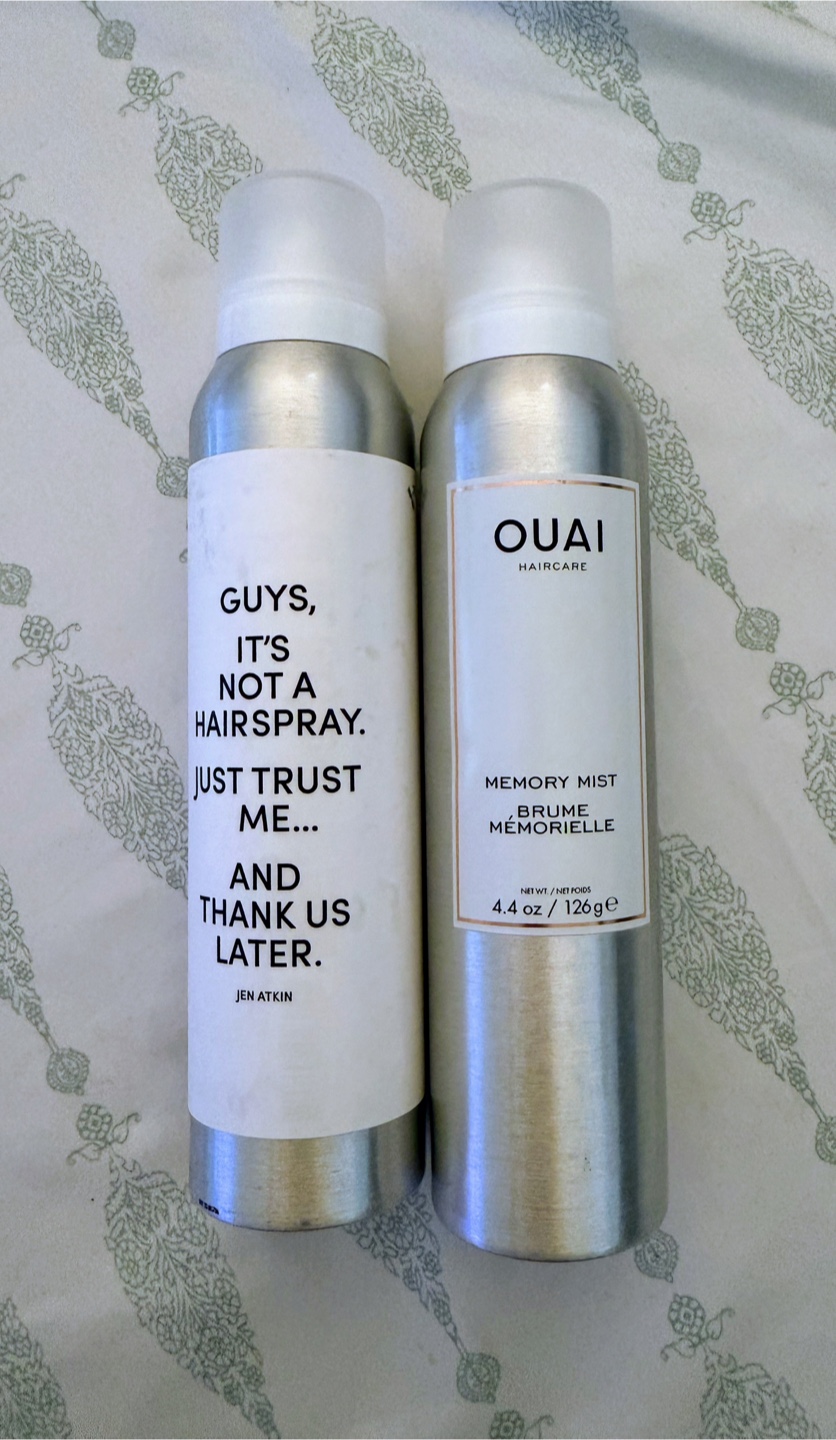 GUYS,
IT'S
NOT A
HAIRSPRAY.
JUST TRUST
ME...
AND
THANK US
LATER.
JEN ATKIN
OUAI
HAIRCARE
MEMORY MIST
BRUME
MÉMORIELLE
NET WT. / NET POIDS
4.4 oz / 126g℮